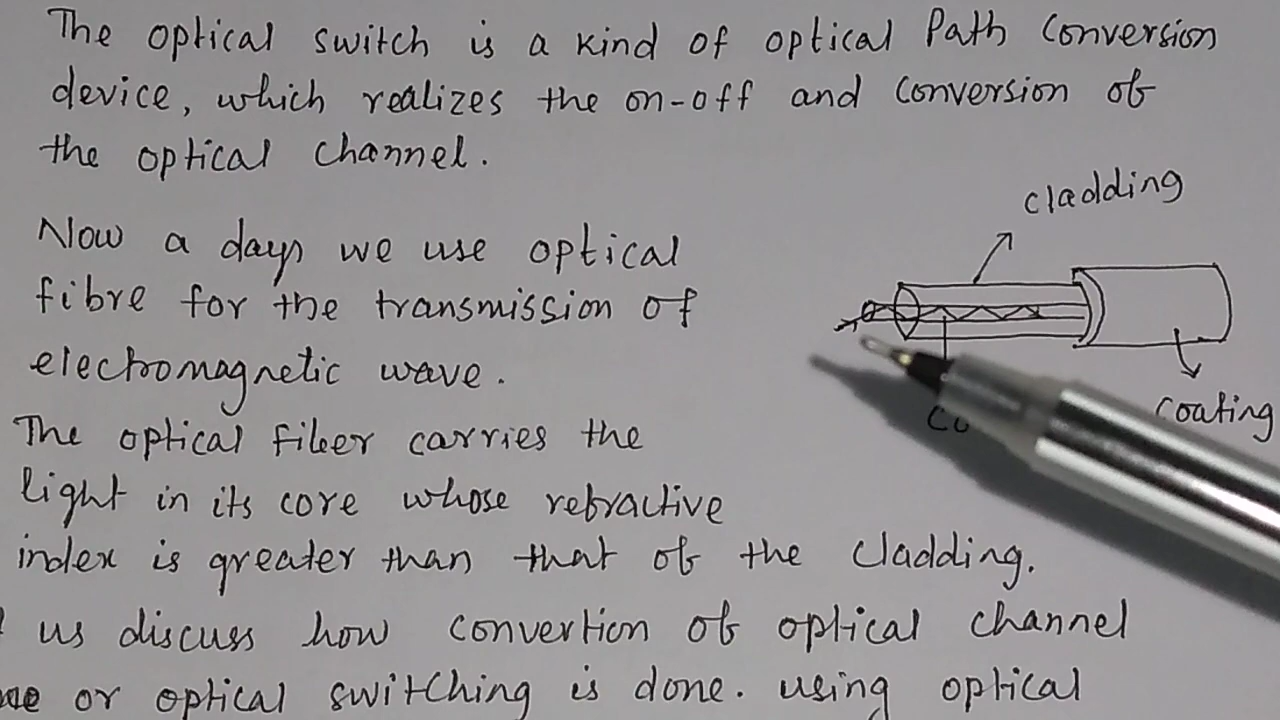 The optical switch is a kind of optical Path Conversion
device, which realizes the on-off and conversion of
the optical channel.
cladding
Now a days we use optical
fibre for the transmission of
electromagnetic wave.
coating
The optical fiber carries the
light in its core whose refractive
index is greater than that of the cladding.
us discuss how convertion of optical channel
or optical switching is done. using optical